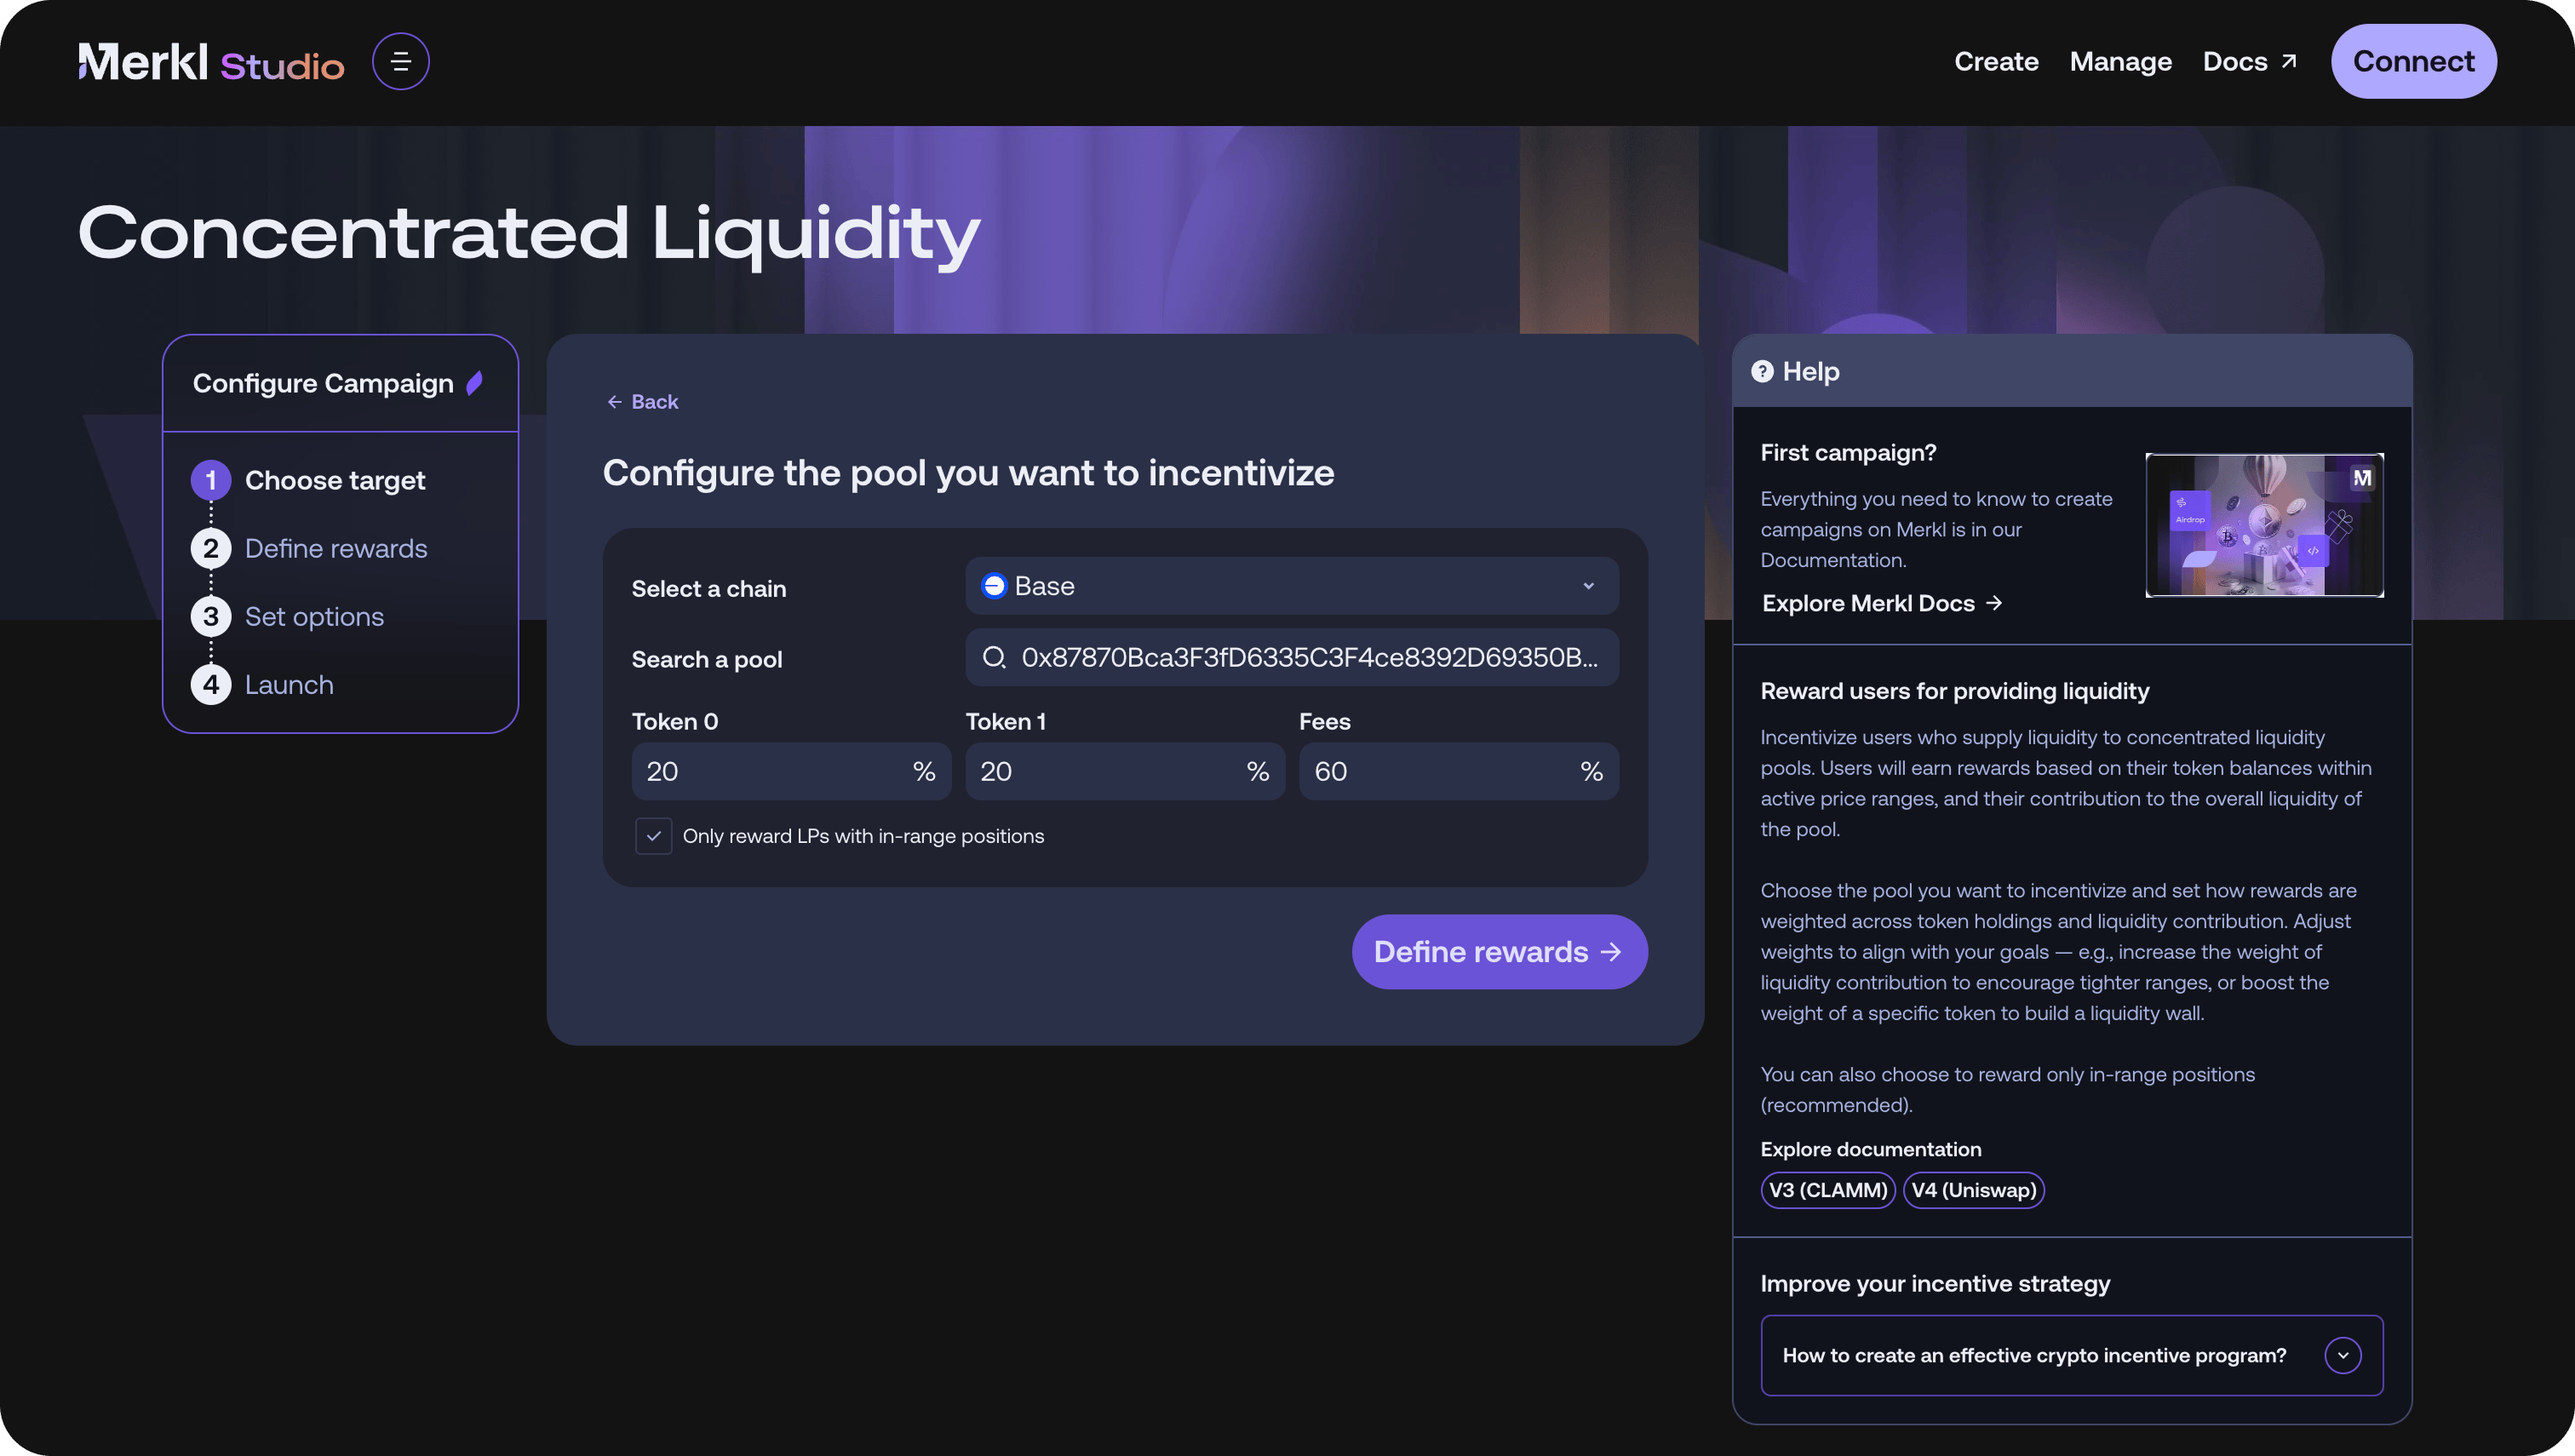 Merkl Studio
Create
Manage
Docs
Connect
Concentrated Liquidity
Configure Campaign
1 Choose target
2 Define rewards
3 Set options
4 Launch
Back
Configure the pool you want to incentivize
Select a chain
Base
Search a pool
0x87870Bca3F3fD6335C3F4ce8392D69350B...
Token 0
Token 1
Fees
20 %
20 %
60 %
Only reward LPs with in-range positions
Define rewards
? Help
First campaign?
Everything you need to know to create
campaigns on Merkl is in our
Documentation.
Explore Merkl Docs
M
Airdrop
</>
Reward users for providing liquidity
Incentivize users who supply liquidity to concentrated liquidity
pools. Users will earn rewards based on their token balances within
active price ranges, and their contribution to the overall liquidity of
the pool.
Choose the pool you want to incentivize and set how rewards are
weighted across token holdings and liquidity contribution. Adjust
weights to align with your goals — e.g., increase the weight of
liquidity contribution to encourage tighter ranges, or boost the
weight of a specific token to build a liquidity wall.
You can also choose to reward only in-range positions
(recommended).
Explore documentation
V3 (CLAMM)
V4 (Uniswap)
Improve your incentive strategy
How to create an effective crypto incentive program?